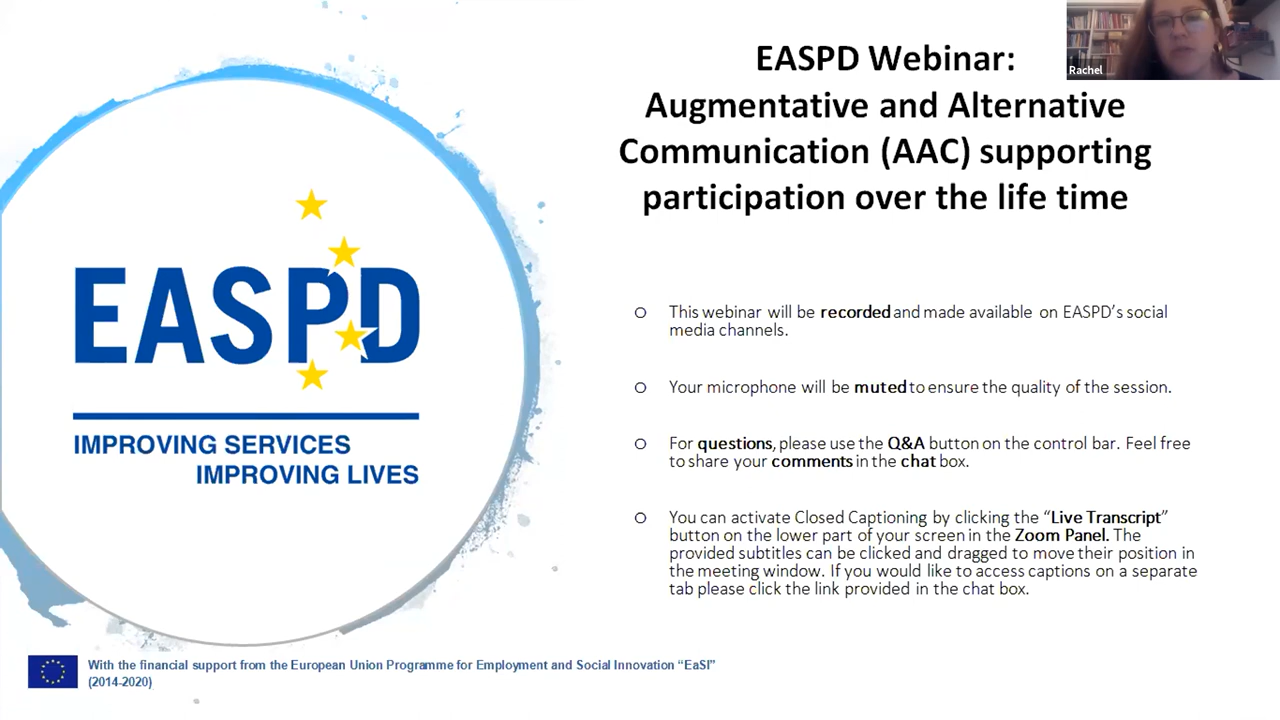 EASPD Webinar:
Augmentative and Alternative
Communication (AAC) supporting
participation over the life time
Rachel
EASPD
IMPROVING SERVICES
IMPROVING LIVES
o This webinar will be recorded and made available on EASPD's social
media channels.
o Your microphone will be muted to ensure the quality of the session.
o For questions, please use the Q&A button on the control bar. Feel free
to share your comments in the chat box.
o You can activate Closed Captioning by clicking the “Live Transcript”
button on the lower part of your screen in the Zoom Panel. The
provided subtitles can be clicked and dragged to move their position in
the meeting window. If you would like to access captions on a separate
tab please click the link provided in the chat box.
With the financial support from the European Union Programme for Employment and Social Innovation “EaSI”
(2014-2020)